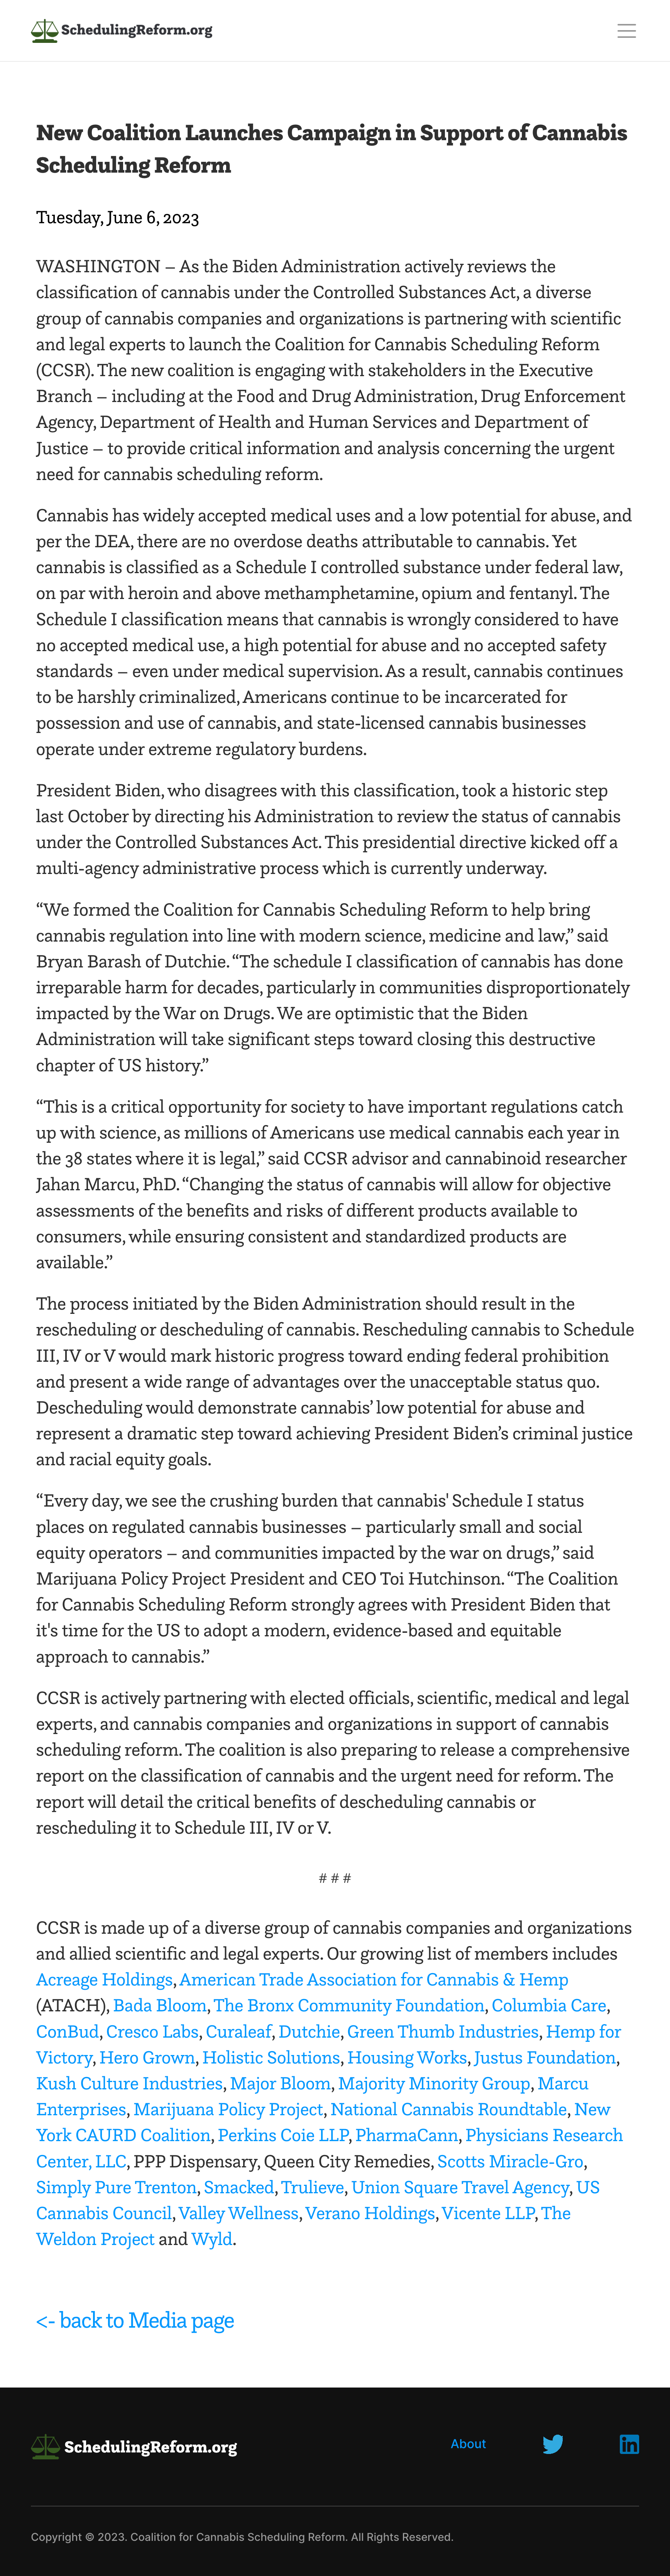 SchedulingReform.org
New Coalition Launches Campaign in Support of Cannabis
Scheduling Reform
Tuesday, June 6, 2023
WASHINGTON – As the Biden Administration actively reviews the
classification of cannabis under the Controlled Substances Act, a diverse
group of cannabis companies and organizations is partnering with scientific
and legal experts to launch the Coalition for Cannabis Scheduling Reform
(CCSR). The new coalition is engaging with stakeholders in the Executive
Branch – including at the Food and Drug Administration, Drug Enforcement
Agency, Department of Health and Human Services and Department of
Justice – to provide critical information and analysis concerning the urgent
need for cannabis scheduling reform.
Cannabis has widely accepted medical uses and a low potential for abuse, and
per the DEA, there are no overdose deaths attributable to cannabis. Yet
cannabis is classified as a Schedule I controlled substance under federal law,
on par with heroin and above methamphetamine, opium and fentanyl. The
Schedule I classification means that cannabis is wrongly considered to have
no accepted medical use, a high potential for abuse and no accepted safety
standards – even under medical supervision. As a result, cannabis continues
to be harshly criminalized, Americans continue to be incarcerated for
possession and use of cannabis, and state-licensed cannabis businesses
operate under extreme regulatory burdens.
President Biden, who disagrees with this classification, took a historic step
last October by directing his Administration to review the status of cannabis
under the Controlled Substances Act. This presidential directive kicked off a
multi-agency administrative process which is currently underway.
“We formed the Coalition for Cannabis Scheduling Reform to help bring
cannabis regulation into line with modern science, medicine and law,” said
Bryan Barash of Dutchie. “The schedule I classification of cannabis has done
irreparable harm for decades, particularly in communities disproportionately
impacted by the War on Drugs. We are optimistic that the Biden
Administration will take significant steps toward closing this destructive
chapter of US history.”
“This is a critical opportunity for society to have important regulations catch
up with science, as millions of Americans use medical cannabis each year in
the 38 states where it is legal,” said CCSR advisor and cannabinoid researcher
Jahan Marcu, PhD. “Changing the status of cannabis will allow for objective
assessments of the benefits and risks of different products available to
consumers, while ensuring consistent and standardized products are
available.”
The process initiated by the Biden Administration should result in the
rescheduling or descheduling of cannabis. Rescheduling cannabis to Schedule
III, IV or V would mark historic progress toward ending federal prohibition
and present a wide range of advantages over the unacceptable status quo.
Descheduling would demonstrate cannabis’ low potential for abuse and
represent a dramatic step toward achieving President Biden’s criminal justice
and racial equity goals.
“Every day, we see the crushing burden that cannabis' Schedule I status
places on regulated cannabis businesses – particularly small and social
equity operators – and communities impacted by the war on drugs,” said
Marijuana Policy Project President and CEO Toi Hutchinson. “The Coalition
for Cannabis Scheduling Reform strongly agrees with President Biden that
it's time for the US to adopt a modern, evidence-based and equitable
approach to cannabis.”
CCSR is actively partnering with elected officials, scientific, medical and legal
experts, and cannabis companies and organizations in support of cannabis
scheduling reform. The coalition is also preparing to release a comprehensive
report on the classification of cannabis and the urgent need for reform. The
report will detail the critical benefits of descheduling cannabis or
rescheduling it to Schedule III, IV or V.
# # #
CCSR is made up of a diverse group of cannabis companies and organizations
and allied scientific and legal experts. Our growing list of members includes
Acreage Holdings, American Trade Association for Cannabis & Hemp
(ATACH), Bada Bloom, The Bronx Community Foundation, Columbia Care,
ConBud, Cresco Labs, Curaleaf, Dutchie, Green Thumb Industries, Hemp for
Victory, Hero Grown, Holistic Solutions, Housing Works, Justus Foundation,
Kush Culture Industries, Major Bloom, Majority Minority Group, Marcu
Enterprises, Marijuana Policy Project, National Cannabis Roundtable, New
York CAURD Coalition, Perkins Coie LLP, PharmaCann, Physicians Research
Center, LLC, PPP Dispensary, Queen City Remedies, Scotts Miracle-Gro,
Simply Pure Trenton, Smacked, Trulieve, Union Square Travel Agency, US
Cannabis Council, Valley Wellness, Verano Holdings, Vicente LLP, The
Weldon Project and Wyld.
<- back to Media page
SchedulingReform.org
About
Copyright © 2023. Coalition for Cannabis Scheduling Reform. All Rights Reserved.